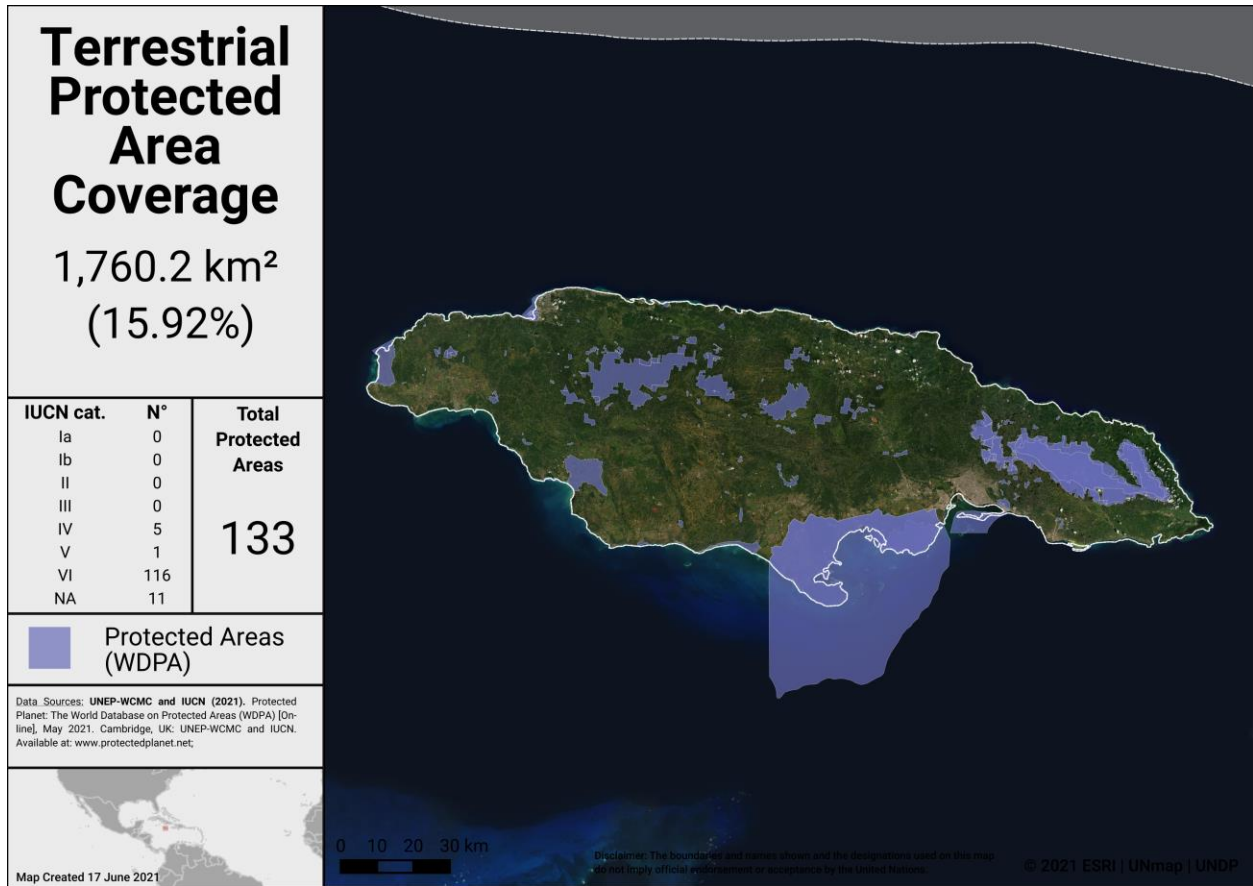 Terrestrial
Protected
Area
Coverage
1,760.2 km²
(15.92%)
IUCN cat. N°
Ia 0
Ib 0
II 0
III 0
IV 5
V 1
VI 116
NA 11
Total
Protected
Areas
133
Protected Areas
(WDPA)
Data Sources: UNEP-WCMC and IUCN (2021). Protected
Planet: The World Database on Protected Areas (WDPA) [On-
line], May 2021. Cambridge, UK: UNEP-WCMC and IUCN.
Available at: www.protectedplanet.net;
Map Created 17 June 2021
0 10 20 30 km
Disclaimer: The boundaries and names shown and the designations used on this map
do not imply official endorsement or acceptance by the United Nations.
© 2021 ESRI | UNmap | UNDP